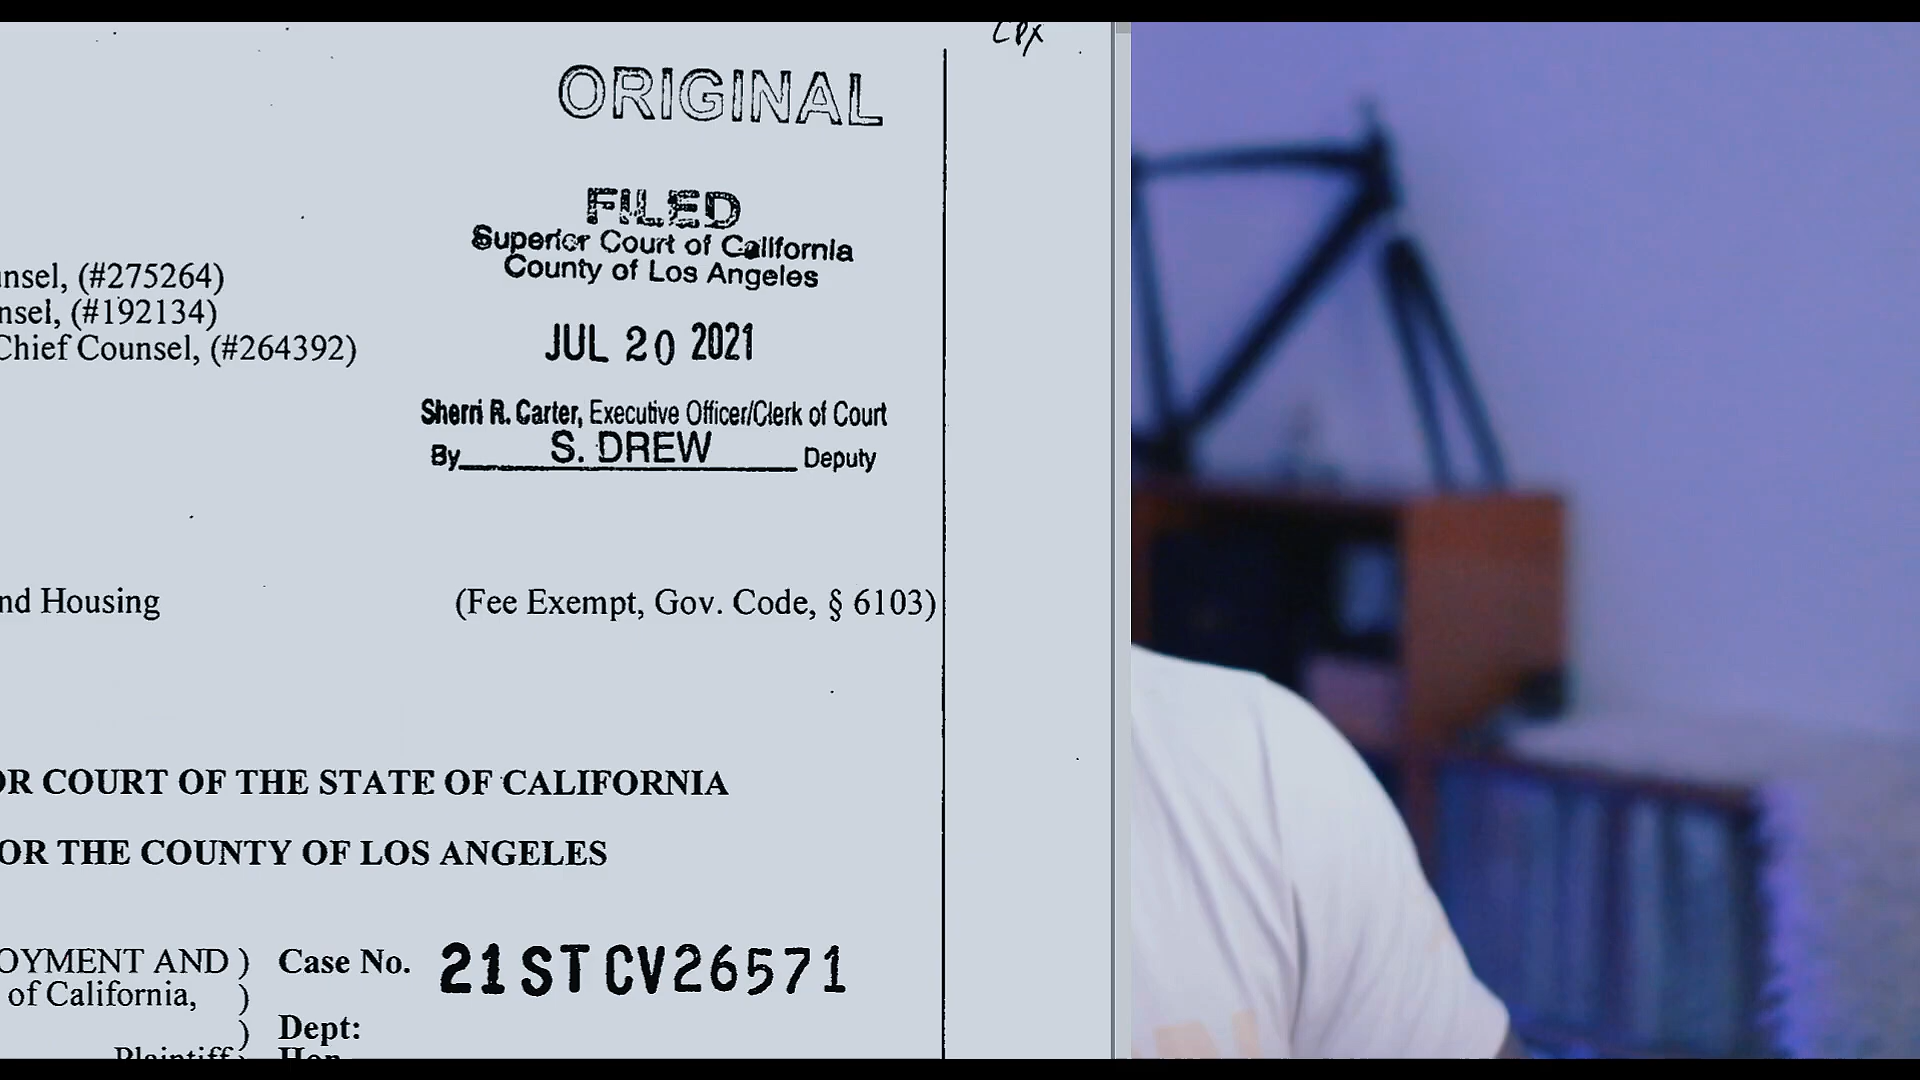 CPX
ORIGINAL
FILED
Superior Court of California
County of Los Angeles
nsel, (#275264)
nsel, (#192134)
Chief Counsel, (#264392)
JUL 20 2021
Sherri R. Carter, Executive Officer/Clerk of Court
By S. DREW Deputy
nd Housing (Fee Exempt, Gov. Code, § 6103)
OR COURT OF THE STATE OF CALIFORNIA
OR THE COUNTY OF LOS ANGELES
OYMENT AND ) Case No. 21STCV26571
of California, )
) Dept:
Plaintiff, Hon.